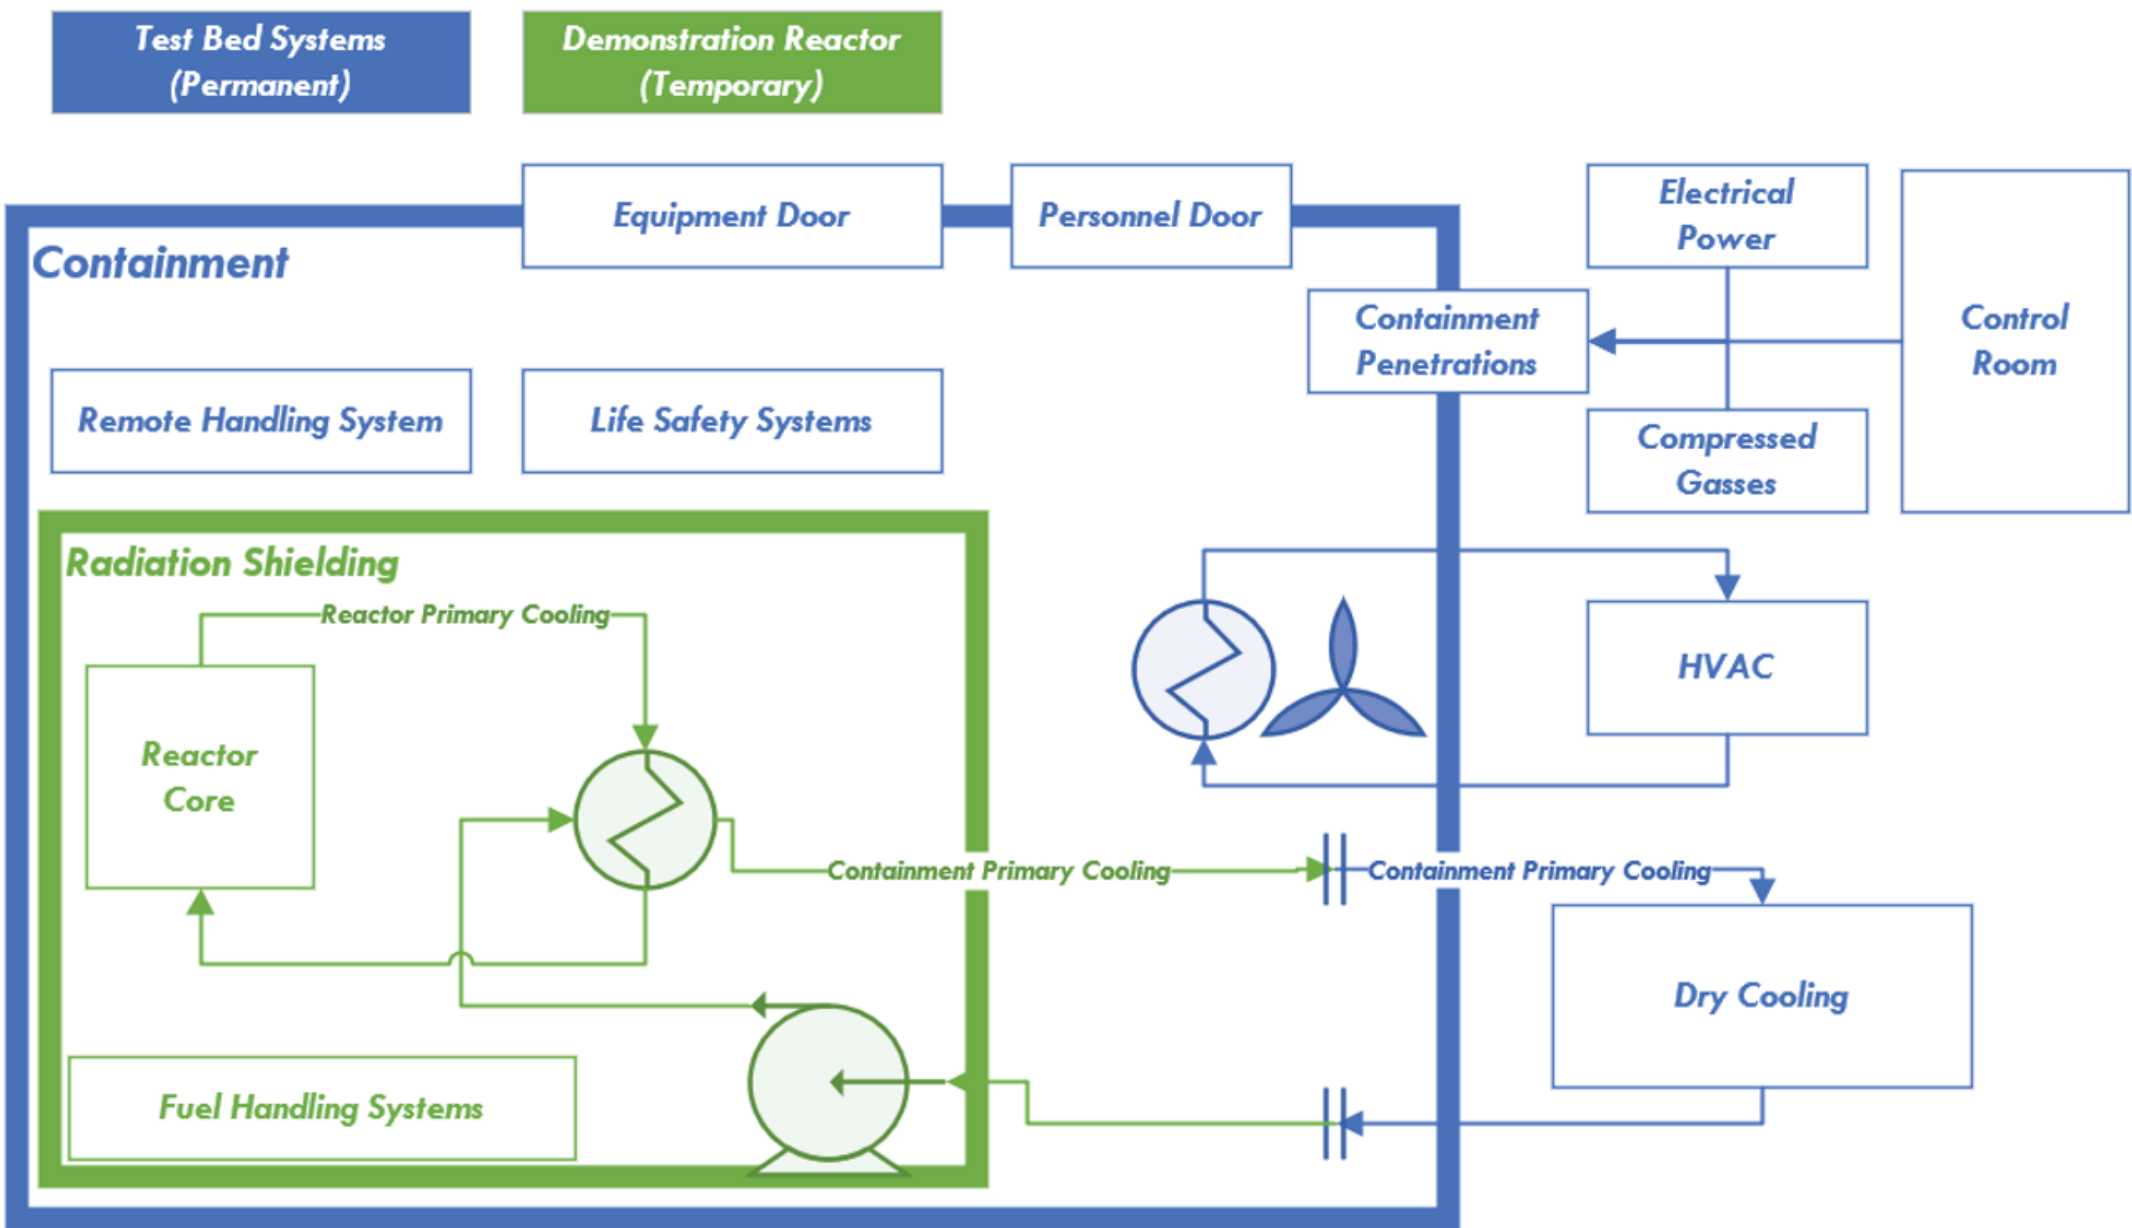 Test Bed Systems
(Permanent)
Demonstration Reactor
(Temporary)
Equipment Door
Personnel Door
Electrical
Power
Control
Room
Containment
Containment
Penetrations
Remote Handling System
Life Safety Systems
Compressed
Gasses
Radiation Shielding
Reactor Primary Cooling
HVAC
Reactor
Core
Containment Primary Cooling
Containment Primary Cooling
Dry Cooling
Fuel Handling Systems